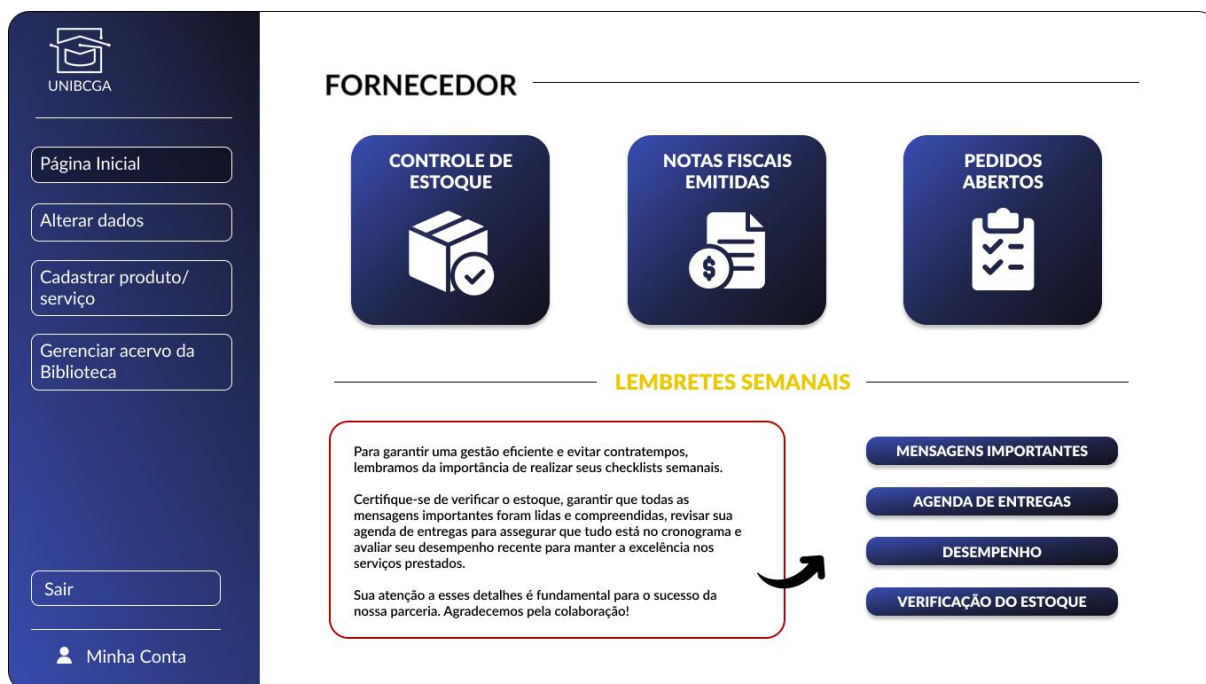 UNIBCGA
Página Inicial
Alterar dados
Cadastrar produto/
serviço
Gerenciar acervo da
Biblioteca
Sair
Minha Conta
FORNECEDOR
CONTROLE DE
ESTOQUE
NOTAS FISCAIS
EMITIDAS
$
PEDIDOS
ABERTOS
LEMBRETES SEMANAIS
Para garantir uma gestão eficiente e evitar contratempos,
lembramos da importância de realizar seus checklists semanais.
Certifique-se de verificar o estoque, garantir que todas as
mensagens importantes foram lidas e compreendidas, revisar sua
agenda de entregas para assegurar que tudo está no cronograma e
avaliar seu desempenho recente para manter a excelência nos
serviços prestados.
Sua atenção a esses detalhes é fundamental para o sucesso da
nossa parceria. Agradecemos pela colaboração!
MENSAGENS IMPORTANTES
AGENDA DE ENTREGAS
DESEMPENHO
VERIFICAÇÃO DO ESTOQUE